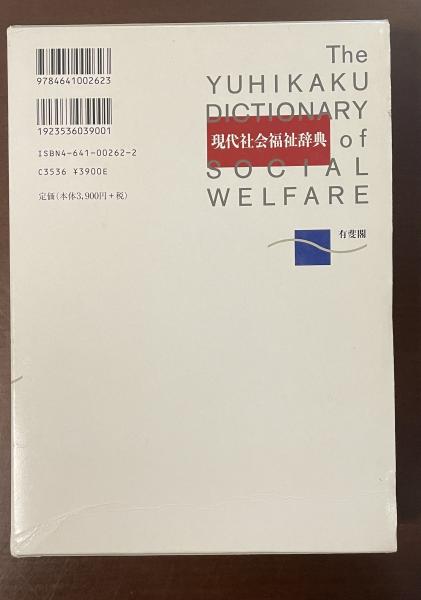 9784641002623
1923536039001
ISBN4-641-00262-2
C3536 ¥3900E
定価(本体3,900円+税)
The
YUHIKAKU
DICTIONARY
現代社会福祉辞典
of
SOCIAL
WELFARE
有斐閣